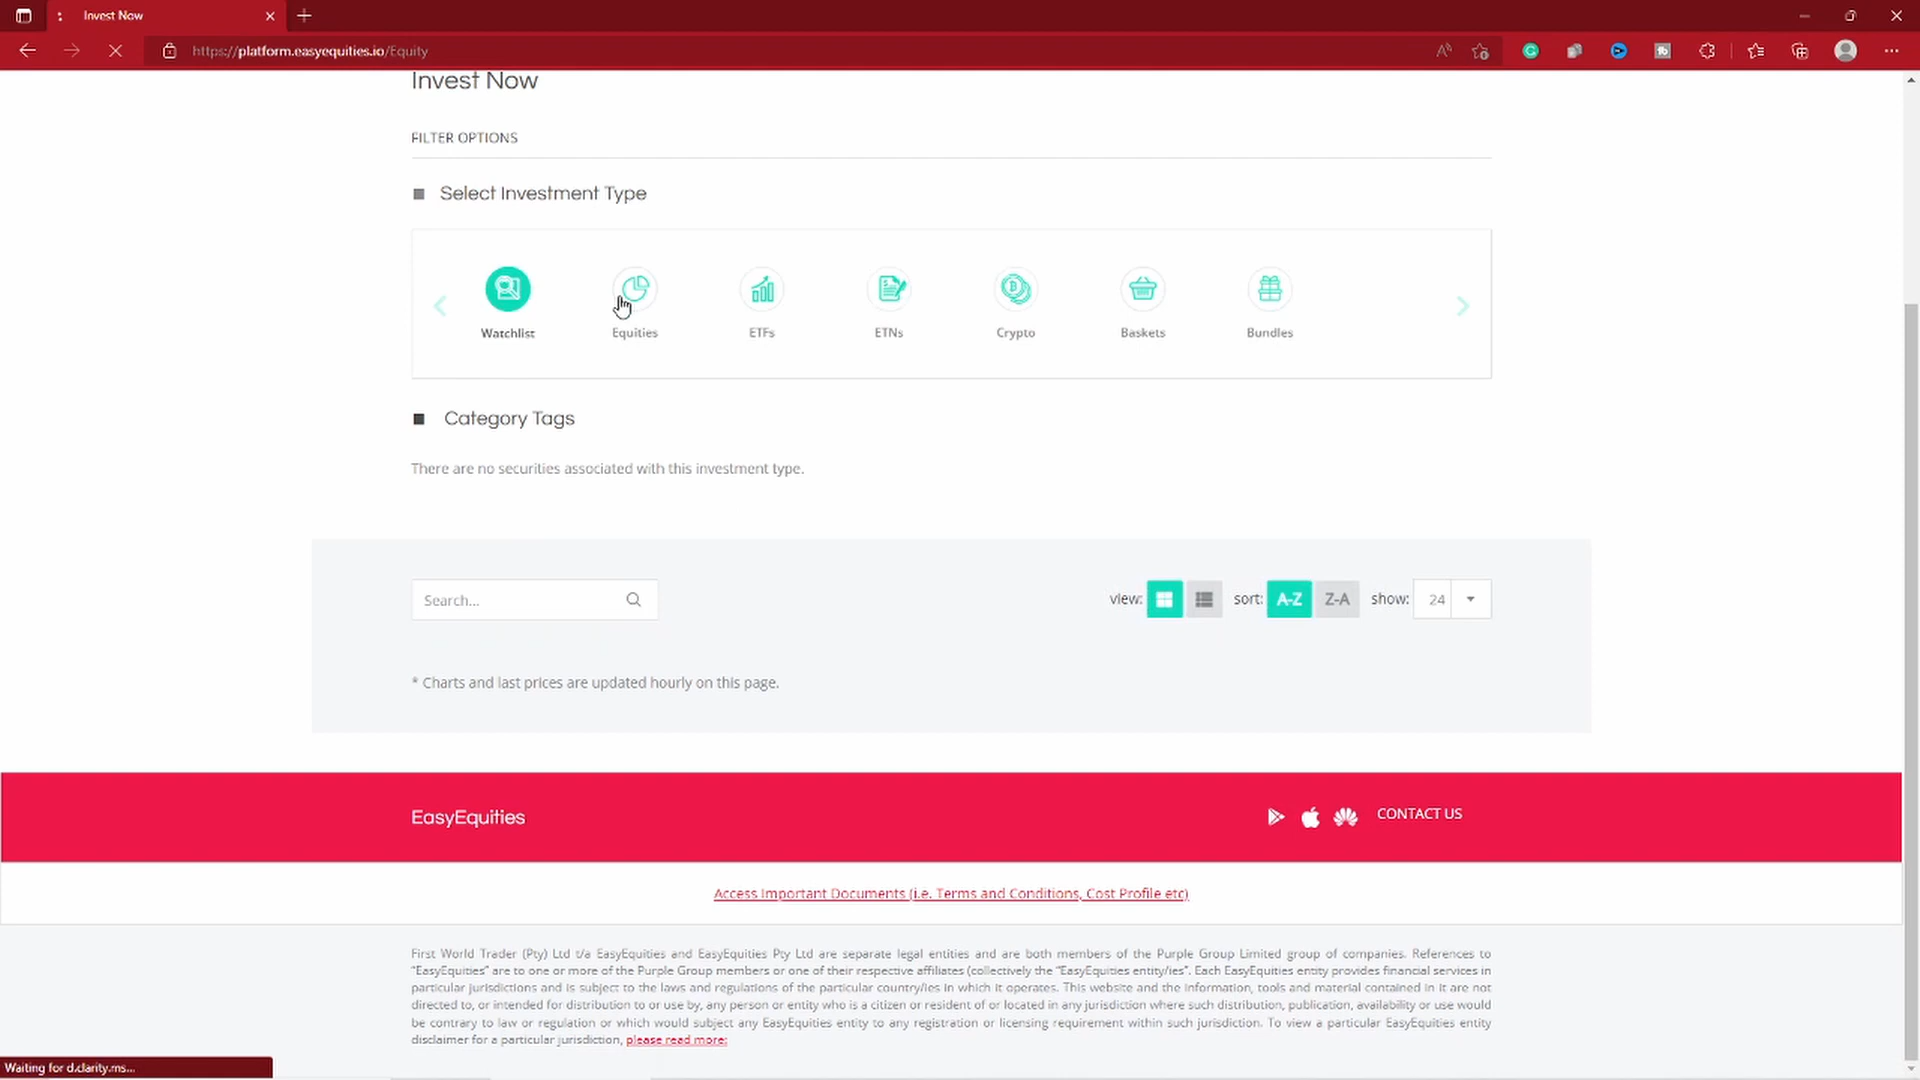 Invest Now
https://platform.easyequities.io/Equity
Invest Now
FILTER OPTIONS
Select Investment Type
Watchlist
Equities
ETFs
ETNs
Crypto
Baskets
Bundles
Category Tags
There are no securities associated with this investment type.
Search...
view:
sort:
A-Z
Z-A
show:
24
* Charts and last prices are updated hourly on this page.
EasyEquities
CONTACT US
Access Important Documents (i.e. Terms and Conditions, Cost Profile etc)
First World Trader (Pty) Ltd t/a EasyEquities and EasyEquities Pty Ltd are separate legal entities and are both members of the Purple Group Limited group of companies. References to
"EasyEquities" are to one or more of the Purple Group members or one of their respective affiliates (collectively the "EasyEquities entity/ies". Each EasyEquities entity provides financial services in
particular jurisdictions and is subject to the laws and regulations of the particular country/ies in which it operates. This website and the information, tools and material contained in it are not
directed to, or intended for distribution to or use by, any person or entity who is a citizen or resident of or located in any jurisdiction where such distribution, publication, availability or use would
be contrary to law or regulation or which would subject any EasyEquities entity to any registration or licensing requirement within such jurisdiction. To view a particular EasyEquities entity
disclaimer for a particular jurisdiction, please read more:
Waiting for d.clarity.ms...